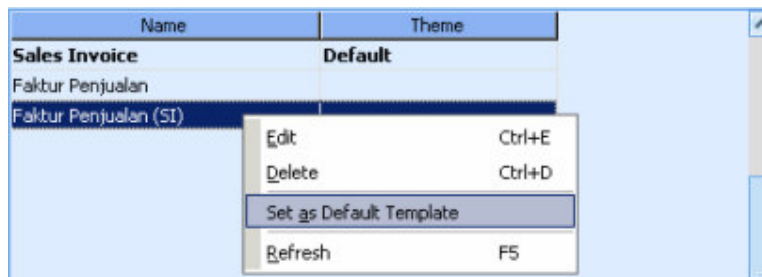 Name Theme
Sales Invoice Default
Faktur Penjualan
Faktur Penjualan (SI)
Edit Ctrl+E
Delete Ctrl+D
Set as Default Template
Refresh F5